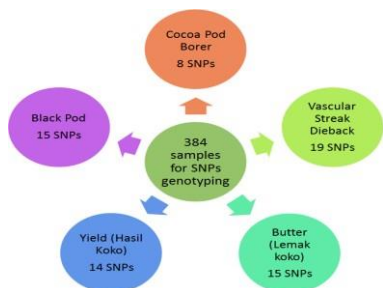 Cocoa Pod
Borer
8 SNPs
Black Pod
15 SNPs
384
samples
for SNPs
genotyping
Vascular
Streak
Dieback
19 SNPs
Yield (Hasil
Koko)
14 SNPs
Butter
(Lemak
koko)
15 SNPs